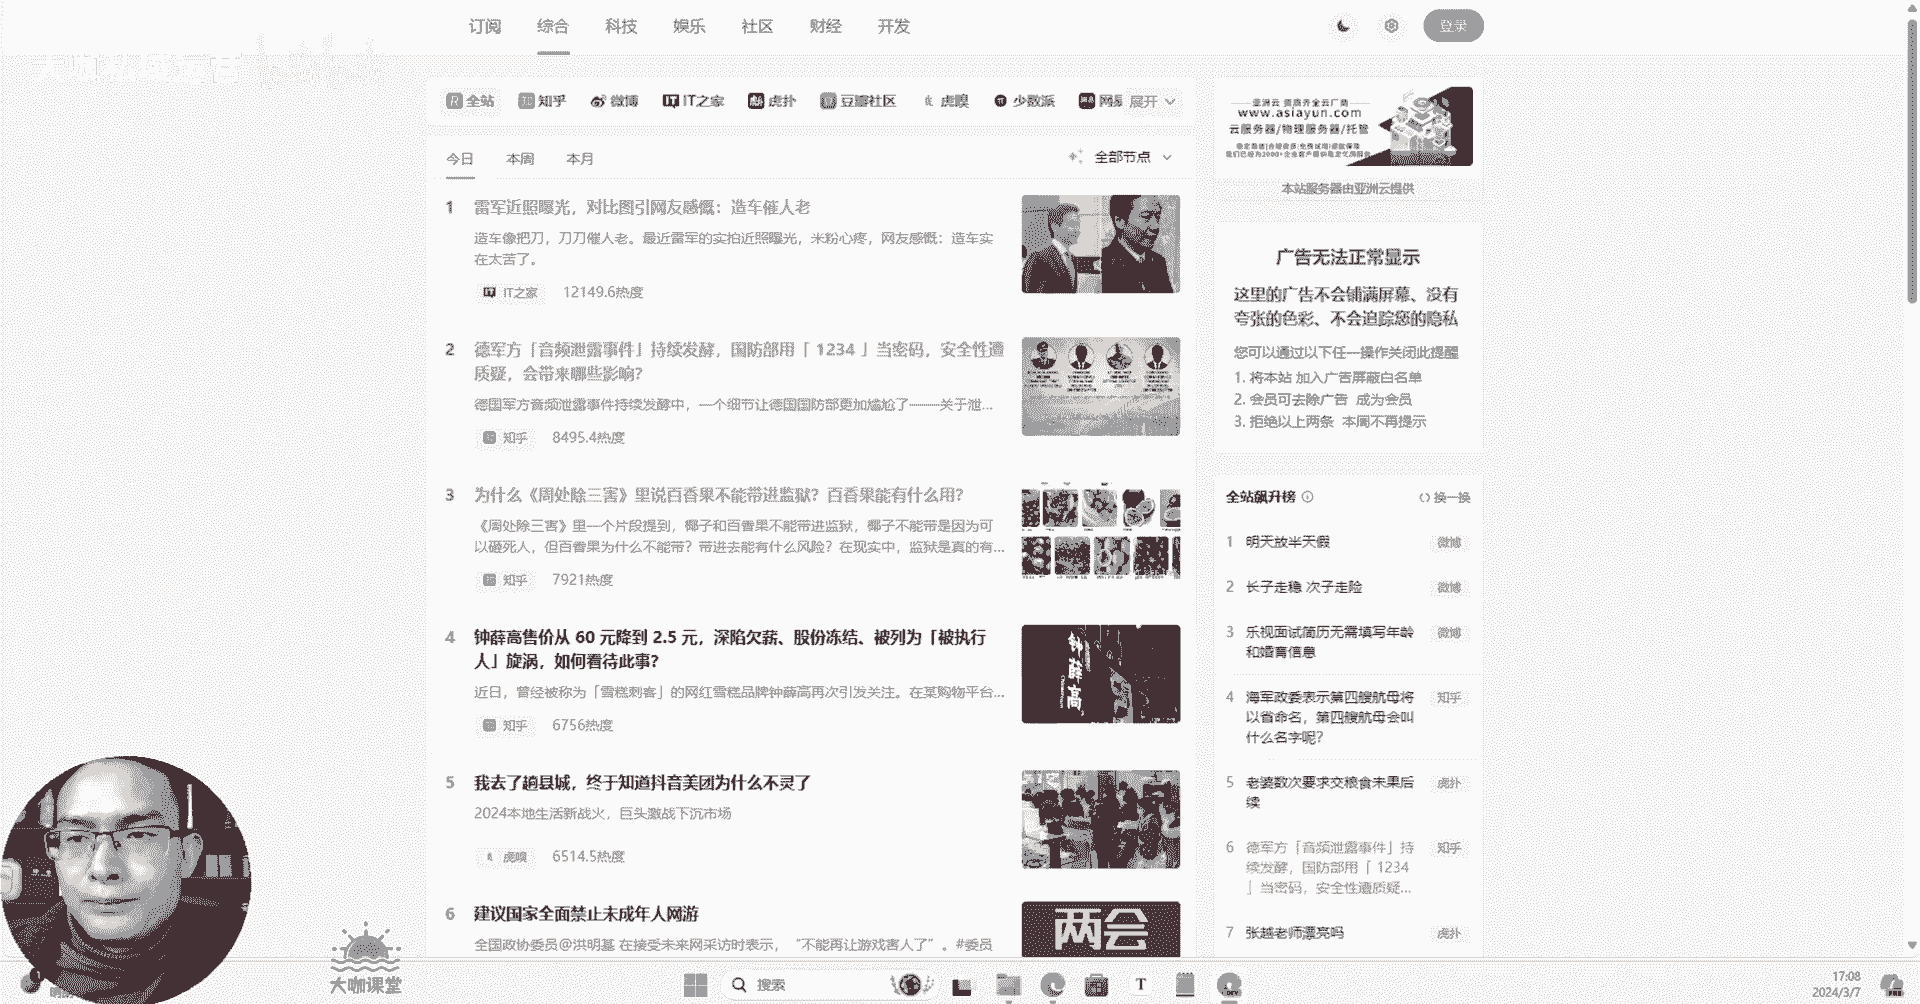 订阅 综合 科技 娱乐 社区 财经 开发
登录
全站 知乎 微博 IT之家 虎扑 豆瓣社区 虎嗅 少数派 网易 展开
今日 本周 本月 全部节点
1 雷军近照曝光，对比图引网友感慨：造车催人老
造车像把刀，刀刀催人老。最近雷军的实拍近照曝光，米粉心疼，网友感慨：造车实
在太苦了。
IT之家 12149.6热度
2 德军方「音频泄露事件」持续发酵，国防部用「 1234 」当密码，安全性遭
质疑，会带来哪些影响？
德国军方音频泄露事件持续发酵中，一个细节让德国国防部更加尴尬了——关于泄...
知乎 8495.4热度
3 为什么《周处除三害》里说百香果不能带进监狱？百香果能有什么用？
《周处除三害》里一个片段提到，椰子和百香果不能带进监狱，椰子不能带是因为可
以砸死人，但百香果为什么不能带？带进去能有什么风险？在现实中，监狱是真的有...
知乎 7921热度
4 钟薛高售价从 60 元降到 2.5 元，深陷欠薪、股份冻结、被列为「被执行
人」旋涡，如何看待此事？
近日，曾经被称为「雪糕刺客」的网红雪糕品牌钟薛高再次引发关注。在某购物平台...
知乎 6756热度
钟薛高
5 我去了趟县城，终于知道抖音美团为什么不灵了
2024本地生活新战火，巨头激战下沉市场
虎嗅 6514.5热度
6 建议国家全面禁止未成年人网游
全国政协委员@洪明基 在接受未来网采访时表示，“不能再让游戏害人了”。#委员
两会
亚洲云 资质齐全云厂商
www.asiayun.com
云服务器/物理服务器/托管
本站服务器由亚洲云提供
广告无法正常显示
这里的广告不会铺满屏幕、没有
夸张的色彩、不会追踪您的隐私
您可以通过以下任一操作关闭此提醒
1. 将本站 加入广告屏蔽白名单
2. 会员可去除广告 成为会员
3. 拒绝以上两条 本周不再提示
全站飙升榜 换一换
1 明天放半天假 微博
2 长子走稳 次子走险 微博
3 乐视面试简历无需填写年龄
和婚育信息 微博
4 海军政委表示第四艘航母将
以省命名，第四艘航母会叫
什么名字呢？ 知乎
5 老婆数次要求交粮食未果后
续 虎扑
6 德军方「音频泄露事件」持
续发酵，国防部用「 1234
」当密码，安全性遭质疑... 知乎
7 张越老师漂亮吗 虎扑
大咖课堂
搜索
17:08
2024/3/7